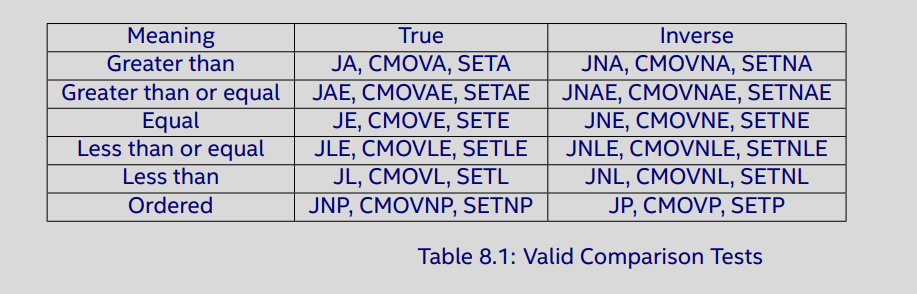 Meaning True Inverse
Greater than JA, CMOVA, SETA JNA, CMOVNA, SETNA
Greater than or equal JAE, CMOVAE, SETAE JNAE, CMOVNAE, SETNAE
Equal JE, CMOVE, SETE JNE, CMOVNE, SETNE
Less than or equal JLE, CMOVLE, SETLE JNLE, CMOVNLE, SETNLE
Less than JL, CMOVL, SETL JNL, CMOVNL, SETNL
Ordered JNP, CMOVNP, SETNP JP, CMOVP, SETP
Table 8.1: Valid Comparison Tests